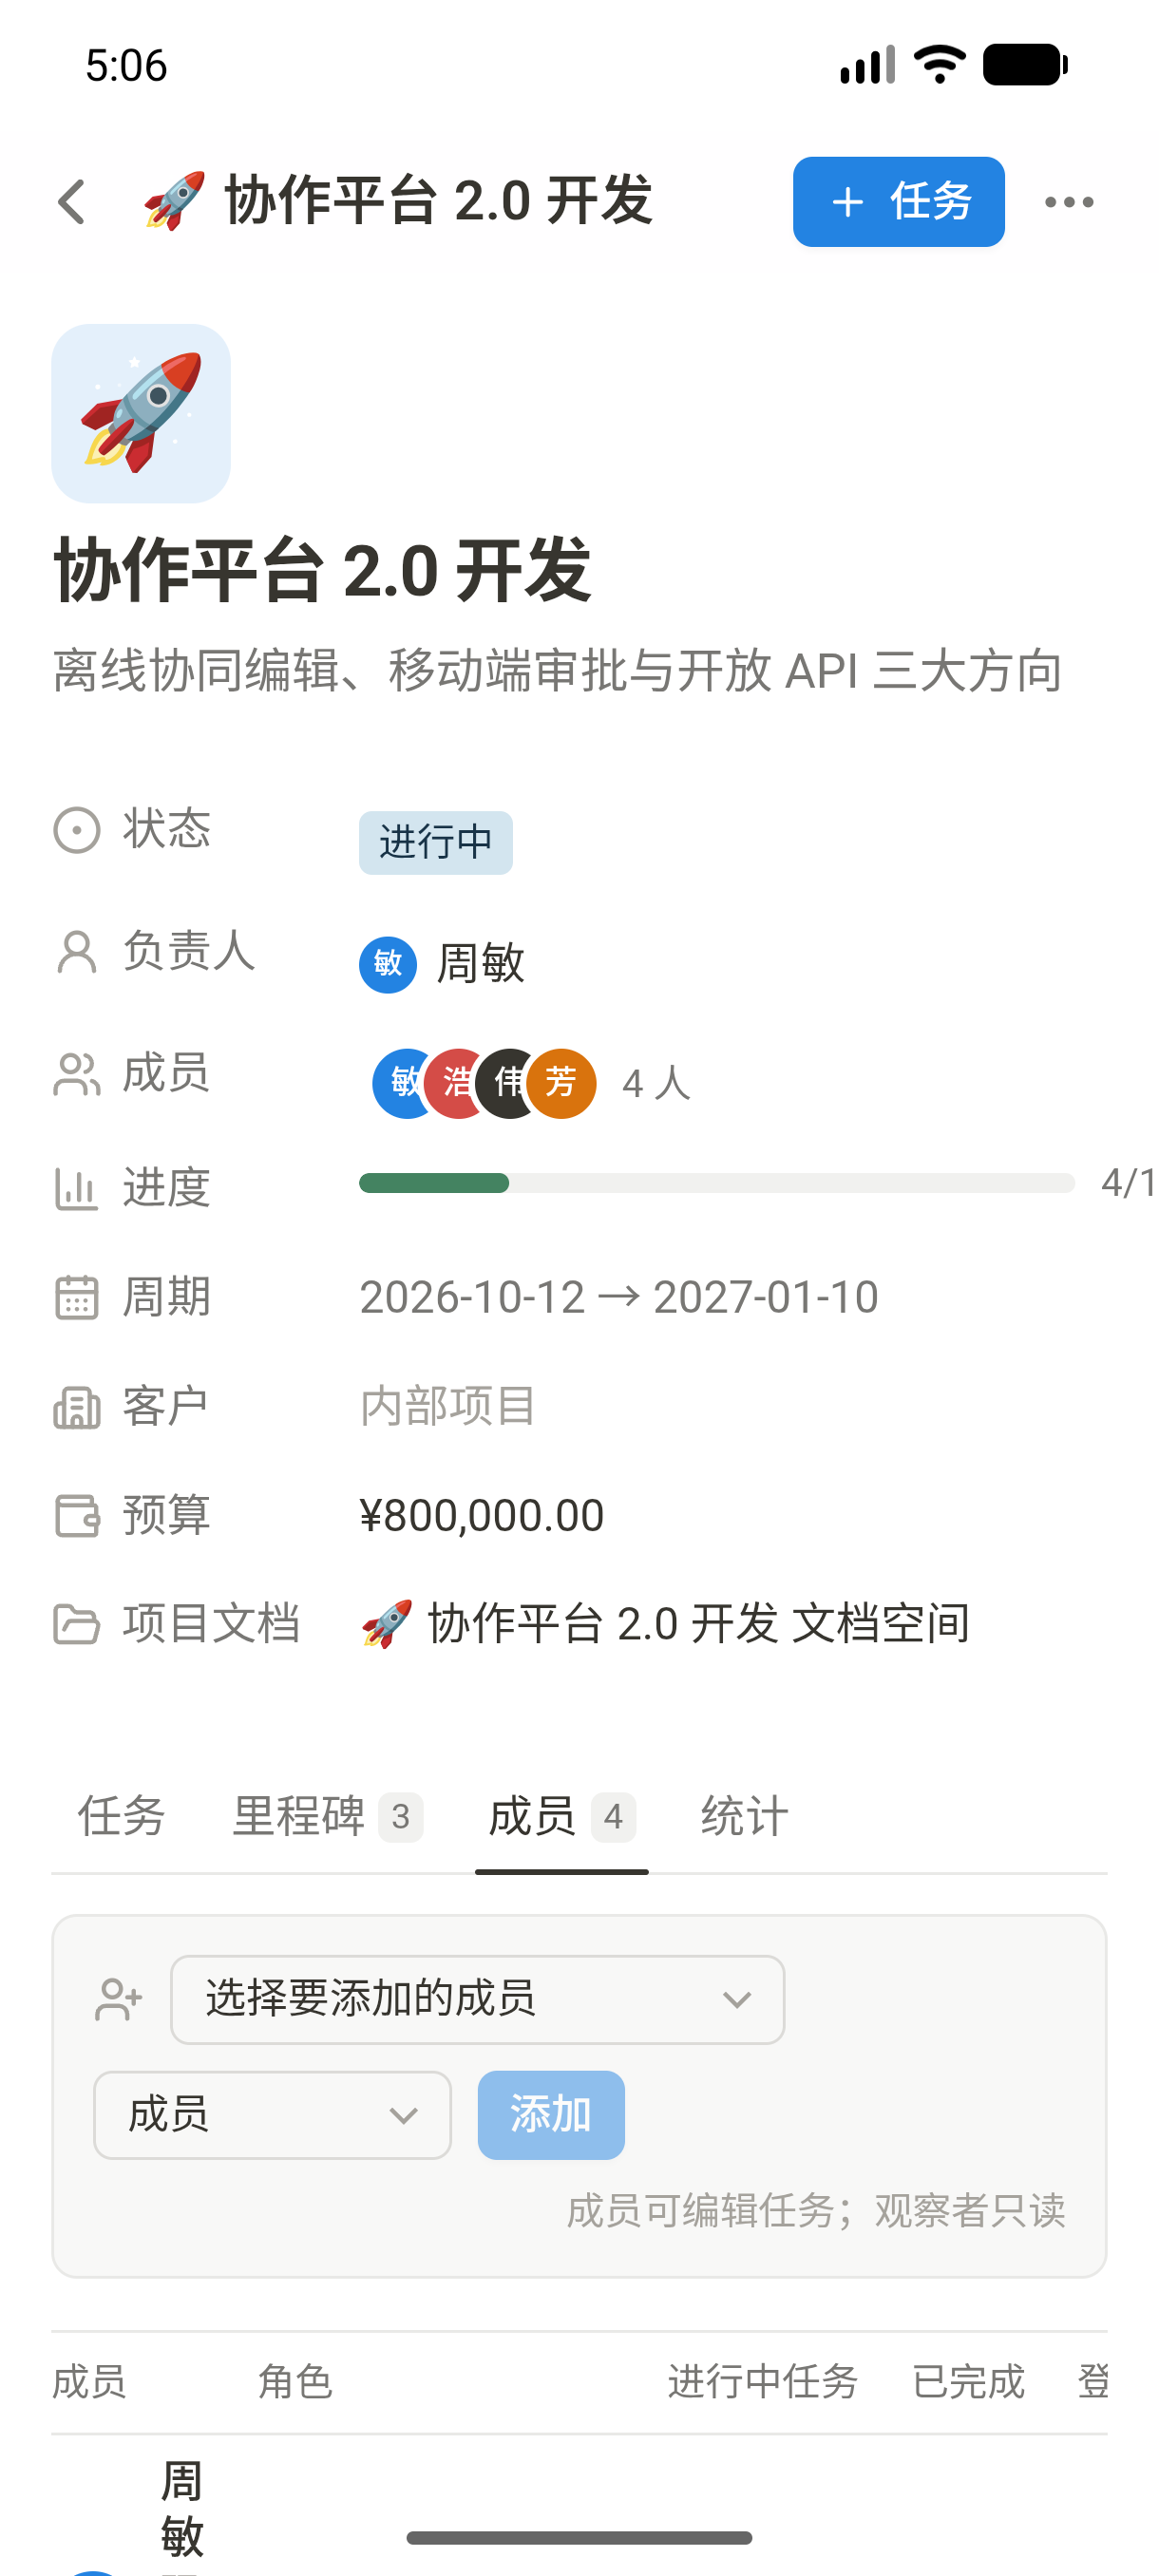 5:06
🚀 协作平台 2.0 开发
+ 任务
协作平台 2.0 开发
离线协同编辑、移动端审批与开放 API 三大方向
状态 进行中
负责人 敏 周敏
成员 敏 浩 伟 芳 4 人
进度 4/1
周期 2026-10-12 → 2027-01-10
客户 内部项目
预算 ¥800,000.00
项目文档 🚀 协作平台 2.0 开发 文档空间
任务 里程碑 3 成员 4 统计
选择要添加的成员
成员 添加
成员可编辑任务；观察者只读
成员 角色 进行中任务 已完成 登
周
敏